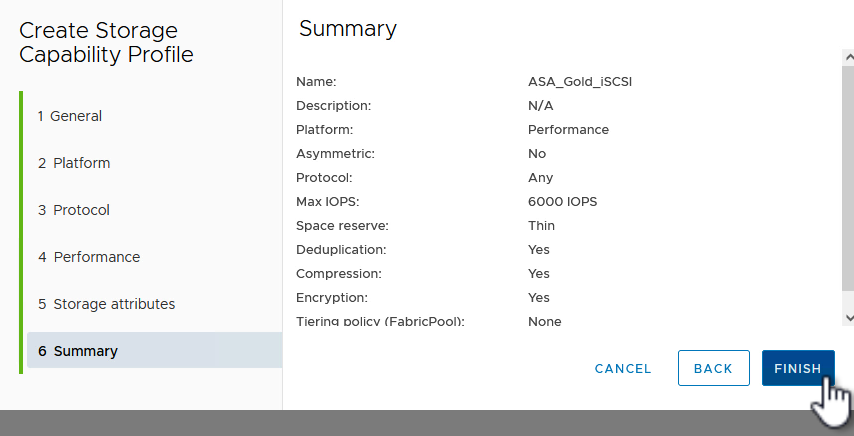 Create Storage
Capability Profile
1 General
2 Platform
3 Protocol
4 Performance
5 Storage attributes
6 Summary
Summary
Name: ASA_Gold_iSCSI
Description: N/A
Platform: Performance
Asymmetric: No
Protocol: Any
Max IOPS: 6000 IOPS
Space reserve: Thin
Deduplication: Yes
Compression: Yes
Encryption: Yes
Tiering policy (FabricPool): None
CANCEL BACK FINISH